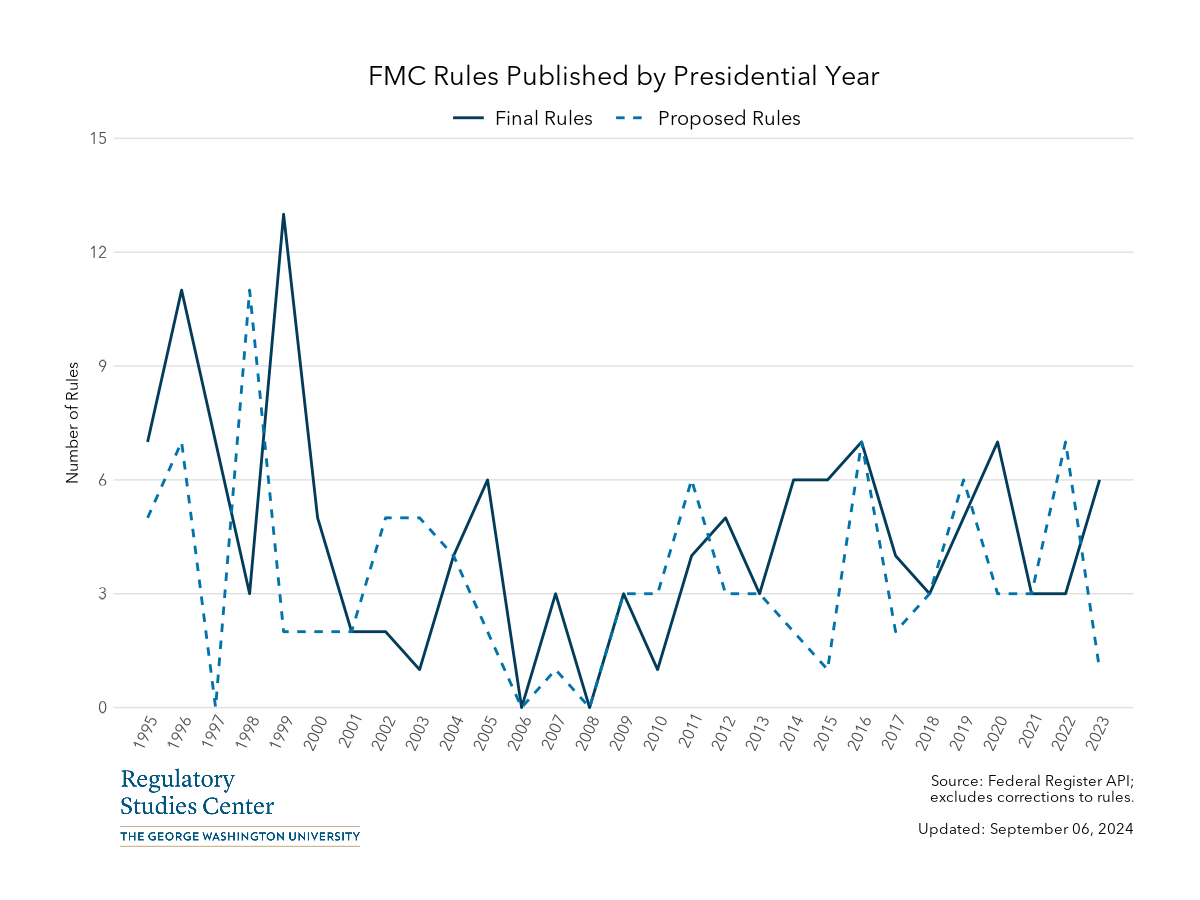 FMC Rules Published by Presidential Year
Final Rules Proposed Rules
15
12
9
6
3
0
Number of Rules
1995 1996 1997 1998 1999 2000 2001 2002 2003 2004 2005 2006 2007 2008 2009 2010 2011 2012 2013 2014 2015 2016 2017 2018 2019 2020 2021 2022 2023
Regulatory
Studies Center
THE GEORGE WASHINGTON UNIVERSITY
Source: Federal Register API;
excludes corrections to rules.
Updated: September 06, 2024